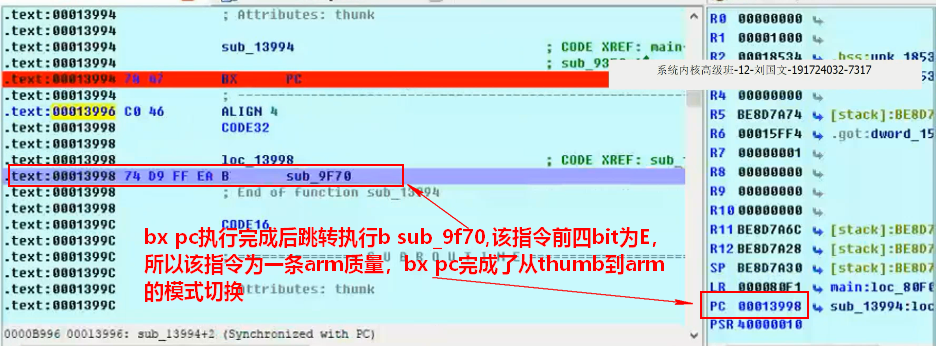 .text:00013994 ; Attributes: thunk
.text:00013994
.text:00013994 sub_13994 ; CODE XREF: main
.text:00013994 ; sub_93
.text:00013994 BX PC
.text:00013994 ; ---------------------------------------------
.text:00013996 C0 46 ALIGN 4
.text:00013998 CODE32
.text:00013998
.text:00013998 loc_13998 ; CODE XREF: sub_
.text:00013998 74 D9 FF EA B sub_9F70
.text:00013998 ; End of function sub_13994
.text:00013998
.text:0001399C CODE16
.text:0001399C
.text:0001399C S U B R O U T I N E
.text:0001399C
.text:0001399C Attributes: thunk
.text:0001399C
0000B996 00013996: sub_13994+2 (Synchronized with PC)
R0 00000000
R1 00001000
R2 00018534 .bss:unk_1853
系统内核高级班-12-刘国文-191724032-7317
R4 00000000
R5 BE8D7A74 [stack]:BE8D7
R6 00015FF4 .got:dword_15
R7 00000001
R8 00000000
R9 00000000
R10 00000000
R11 BE8D7A6C [stack]:BE8D7
R12 BE8D7A28 [stack]:BE8D7
SP BE8D7A30 [stack]:BE8D7
LR 000080F1 main:loc_80F0
PC 00013998 sub_13994:loc
PSR 40000010
bx pc执行完成后跳转执行b sub_9f70,该指令前四bit为E，
所以该指令为一条arm质量，bx pc完成了从thumb到arm
的模式切换